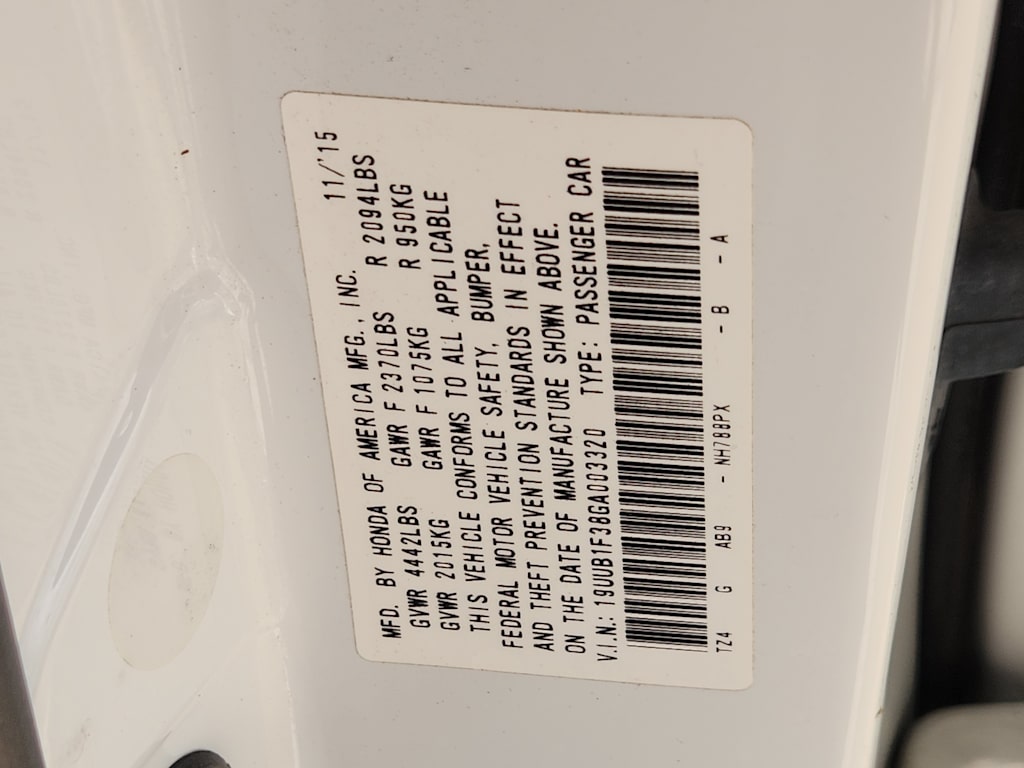 MFD. BY HONDA OF AMERICA MFG., INC. 11/'15
GVWR 4442LBS GAWR F 2370LBS R 2094LBS
GVWR 2015KG GAWR F 1075KG R 950KG
THIS VEHICLE CONFORMS TO ALL APPLICABLE
FEDERAL MOTOR VEHICLE SAFETY, BUMPER,
AND THEFT PREVENTION STANDARDS IN EFFECT
ON THE DATE OF MANUFACTURE SHOWN ABOVE.
V.I.N.: 19UUB1F38GA003320 TYPE: PASSENGER CAR
TZ4 G AB9 - NH788PX - B - A